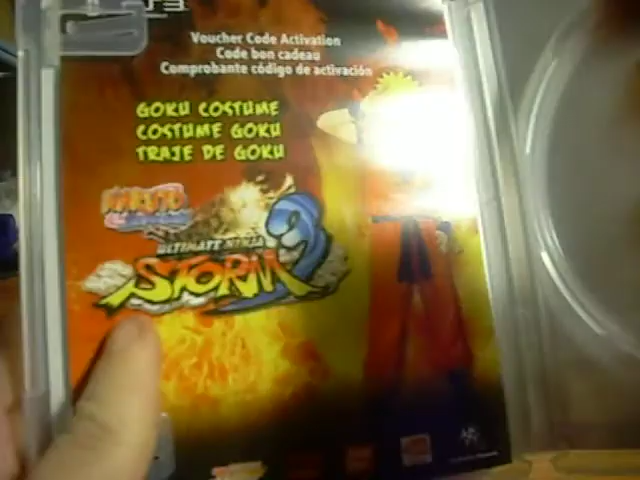 PS3
Voucher Code Activation
Code bon cadeau
Comprobante código de activación
GOKU COSTUME
COSTUME GOKU
TRAJE DE GOKU
NARUTO
ULTIMATE NINJA
STORM 3